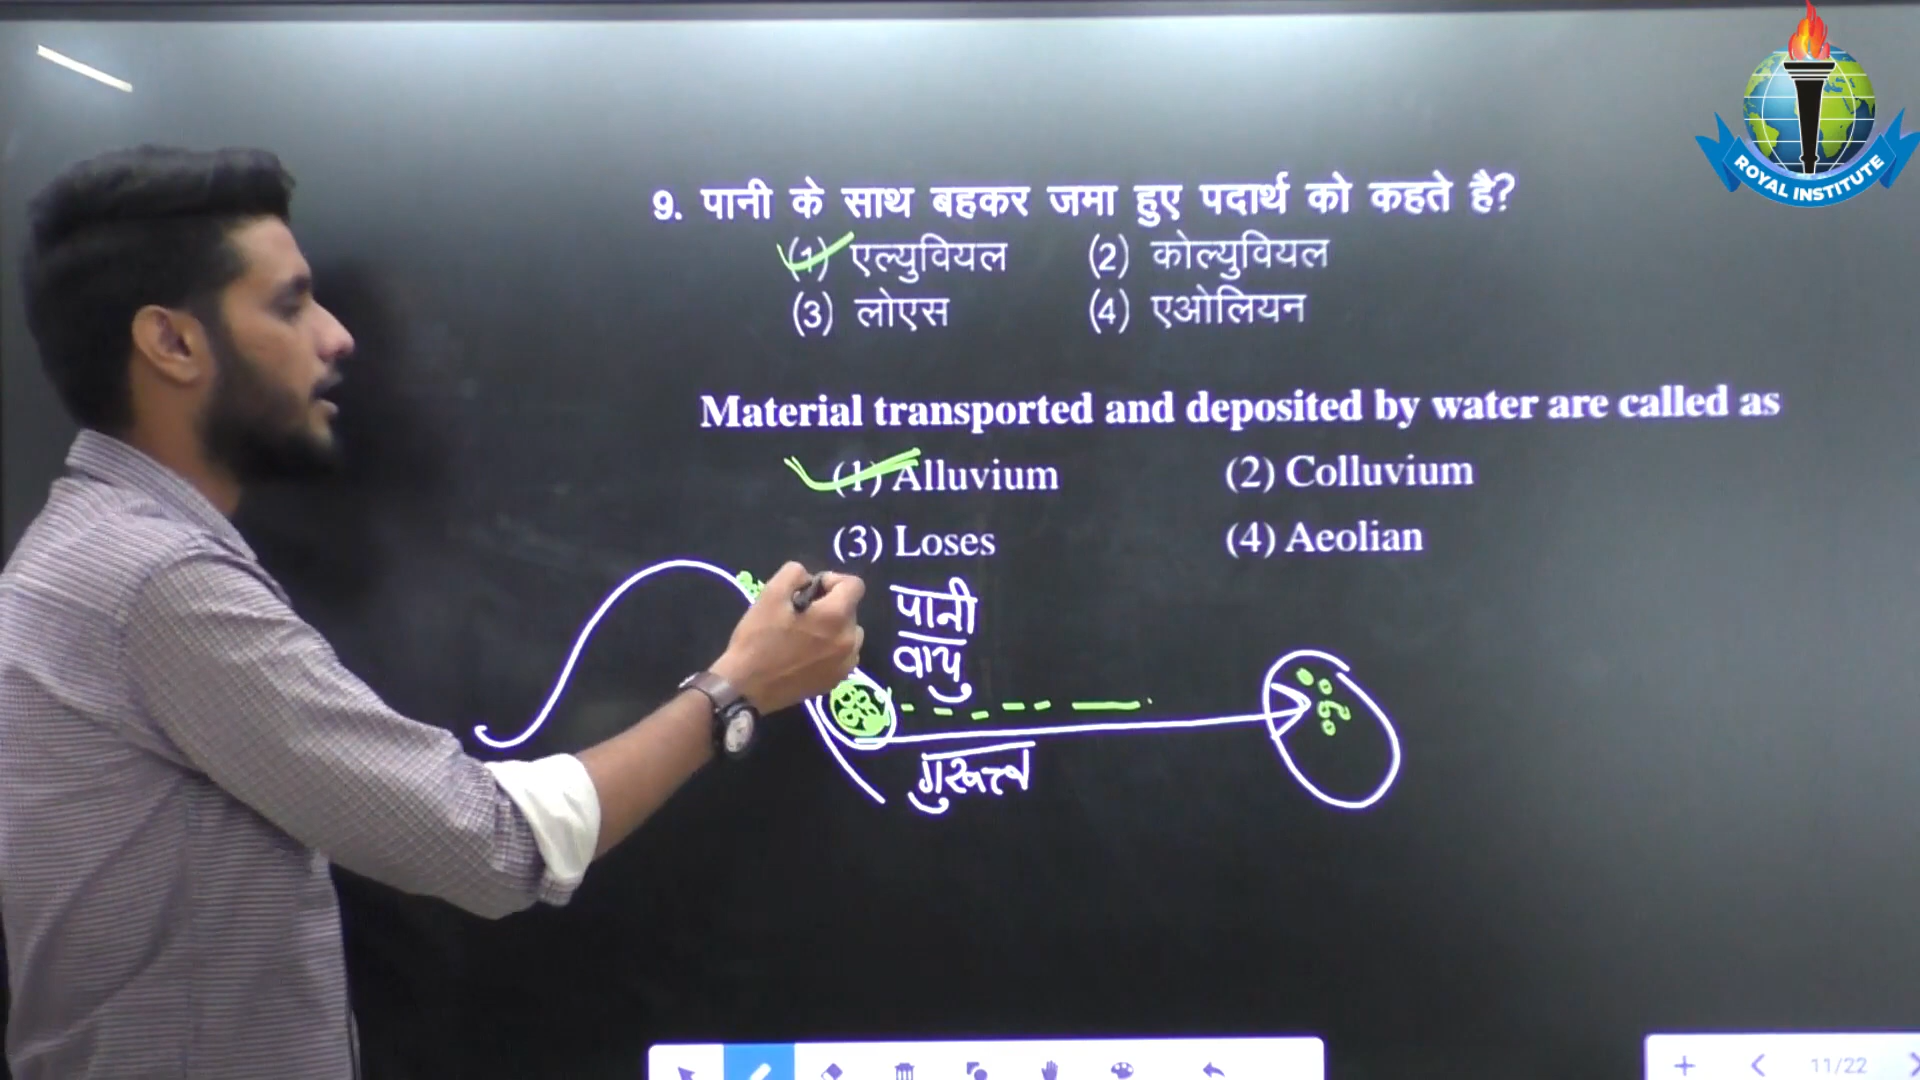 ROYAL INSTITUTE
9. पानी के साथ बहकर जमा हुए पदार्थ को कहते है?
(1) एल्युवियल (2) कोल्युवियल
(3) लोएस (4) एओलियन
Material transported and deposited by water are called as
(1) Alluvium (2) Colluvium
(3) Loses (4) Aeolian
पानी
वायु
गुरुत्व
11/22